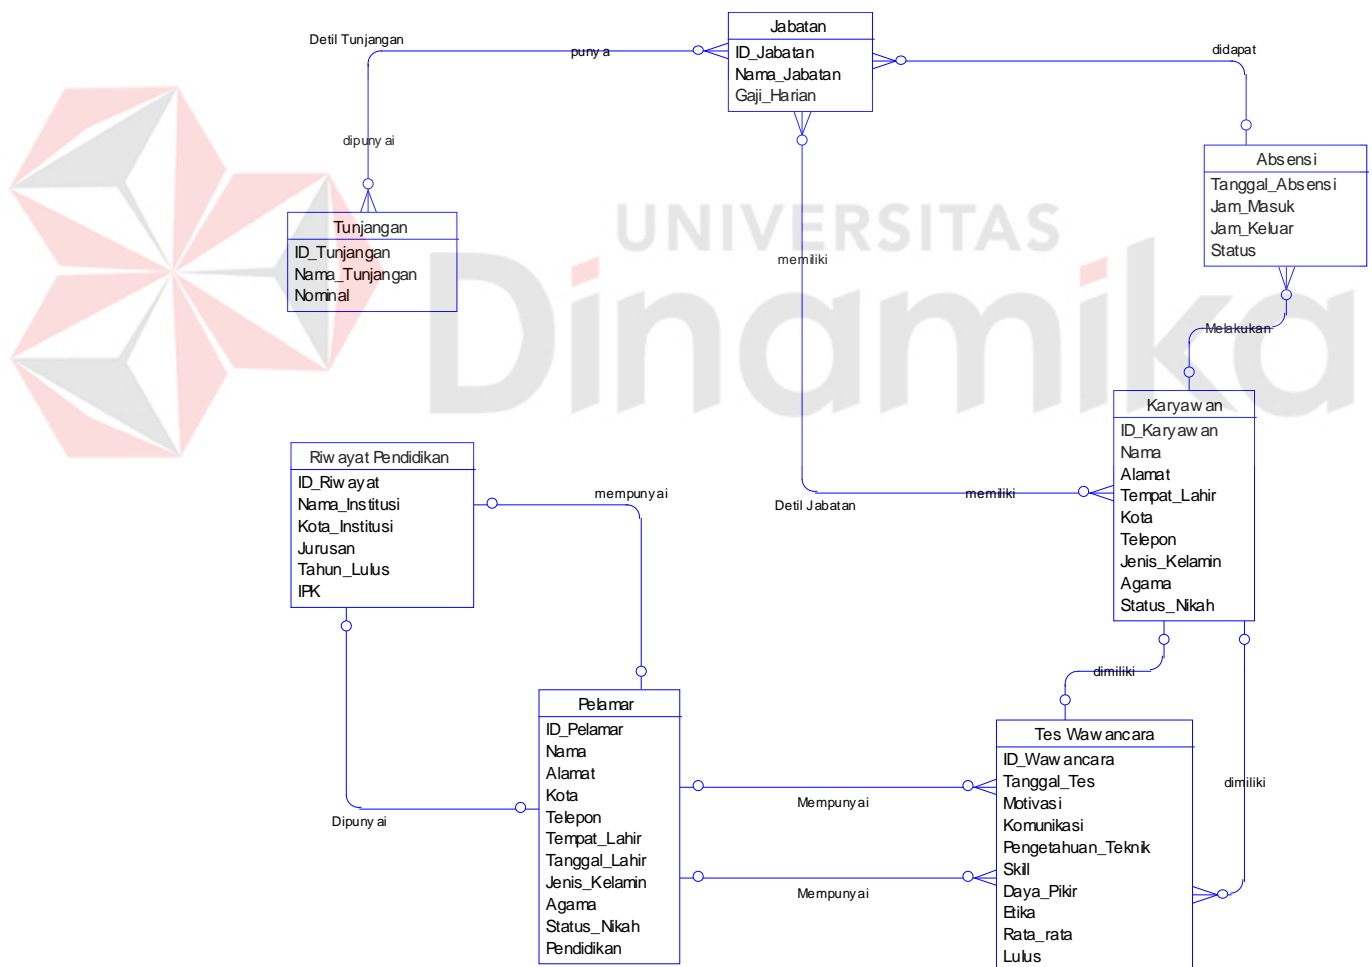 Jabatan
ID_Jabatan
Nama_Jabatan
Gaji_Harian
Detil Tunjangan
punya
didapat
dipunyai
Absensi
Tanggal_Absensi
Jam_Masuk
Jam_Keluar
Status
Tunjangan
ID_Tunjangan
Nama_Tunjangan
Nominal
UNIVERSITAS
Dinamika
memiliki
Melakukan
Karyawan
ID_Karyawan
Nama
Alamat
Tempat_Lahir
Kota
Telepon
Jenis_Kelamin
Agama
Status_Nikah
Riwayat Pendidikan
ID_Riwayat
Nama_Institusi
Kota_Institusi
Jurusan
Tahun_Lulus
IPK
mempunyai
memiliki
Detil Jabatan
dimiliki
Pelamar
ID_Pelamar
Nama
Alamat
Kota
Telepon
Tempat_Lahir
Tanggal_Lahir
Jenis_Kelamin
Agama
Status_Nikah
Pendidikan
Dipunyai
Mempunyai
Mempunyai
Tes Wawancara
ID_Wawancara
Tanggal_Tes
Motivasi
Komunikasi
Pengetahuan_Teknik
Skill
Daya_Pikir
Etika
Rata_rata
Lulus
dimiliki